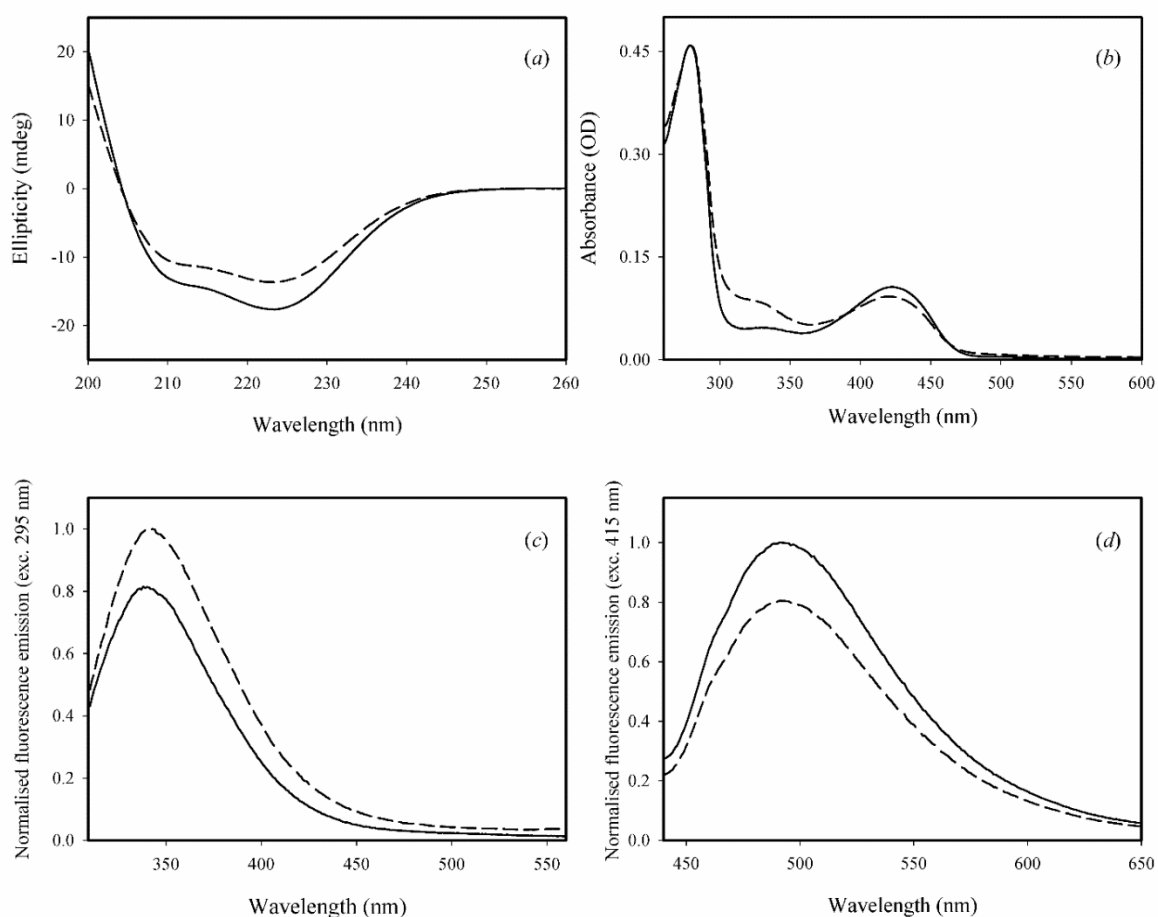 (a)
20
10
0
-10
-20
Ellipticity (mdeg)
200 210 220 230 240 250 260
Wavelength (nm)
(b)
0.45
0.30
0.15
0.00
Absorbance (OD)
300 350 400 450 500 550 600
Wavelength (nm)
(c)
1.0
0.8
0.6
0.4
0.2
0.0
Normalised fluorescence emission (exc. 295 nm)
350 400 450 500 550
Wavelength (nm)
(d)
1.0
0.8
0.6
0.4
0.2
0.0
Normalised fluorescence emission (exc. 415 nm)
450 500 550 600 650
Wavelength (nm)